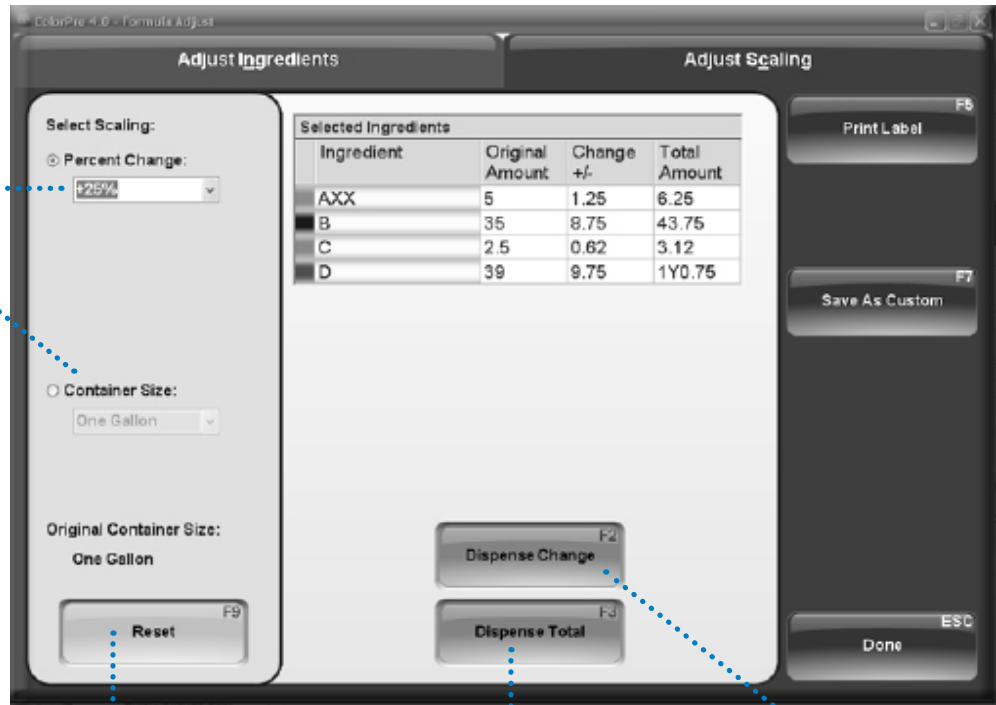 ColorPro 4.0 - Formula Adjust
Adjust Ingredients
Adjust Scaling
Select Scaling:
Percent Change:
+25%
Container Size:
One Gallon
Original Container Size:
One Gallon
F9
Reset
Selected Ingredients
Ingredient Original Amount Change +/- Total Amount
AXX 5 1.25 6.25
B 35 8.75 43.75
C 2.5 0.62 3.12
D 39 9.75 1Y0.75
F2
Dispense Change
F3
Dispense Total
F5
Print Label
F7
Save As Custom
ESC
Done